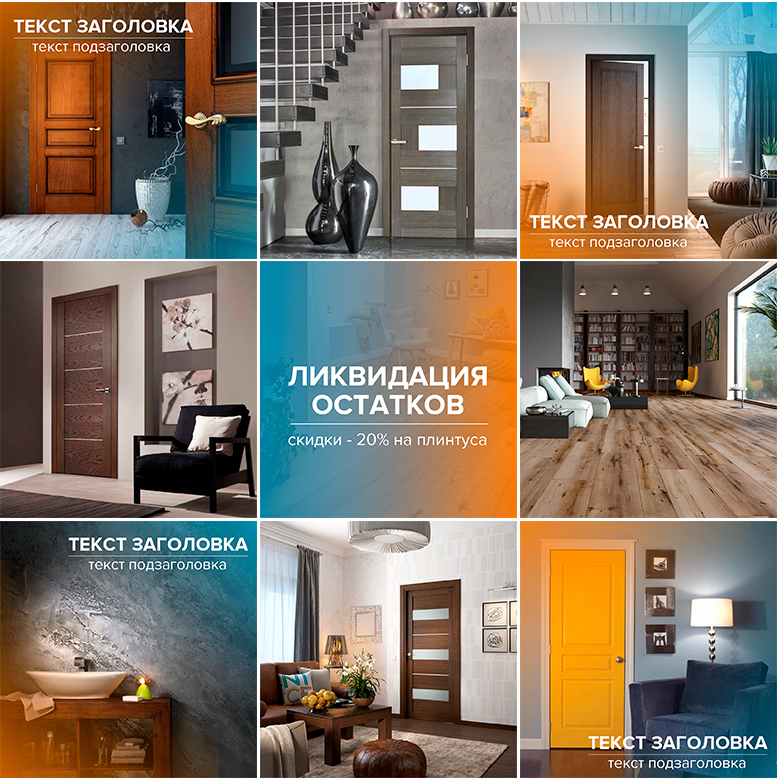 ТЕКСТ ЗАГОЛОВКА
текст подзаголовка
ТЕКСТ ЗАГОЛОВКА
текст подзаголовка
ЛИКВИДАЦИЯ
ОСТАТКОВ
скидки - 20% на плинтуса
ТЕКСТ ЗАГОЛОВКА
текст подзаголовка
NICE
ТЕКСТ ЗАГОЛОВКА
текст подзаголовка